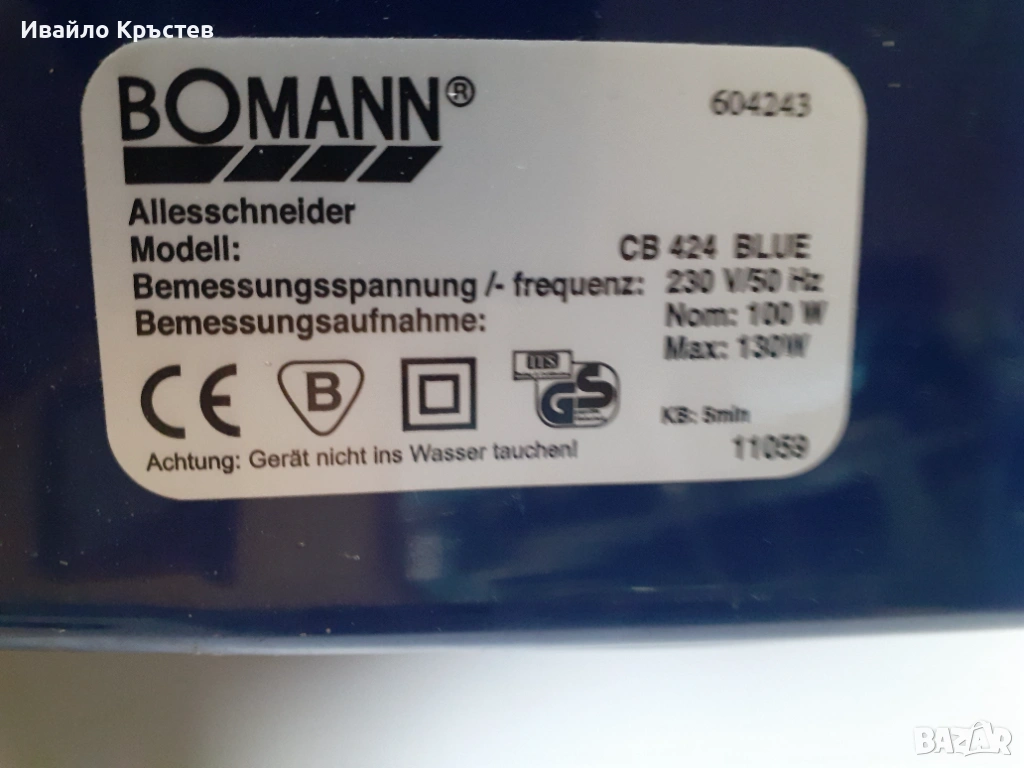 Ивайло Кръстев
BOMANN®
604243
Allesschneider
Modell: CB 424 BLUE
Bemessungsspannung /- frequenz: 230 V/50 Hz
Bemessungsaufnahme: Nom: 100 W
Max: 130W
CE B GS
KB: 5min
11059
Achtung: Gerät nicht ins Wasser tauchen!
BAZAR